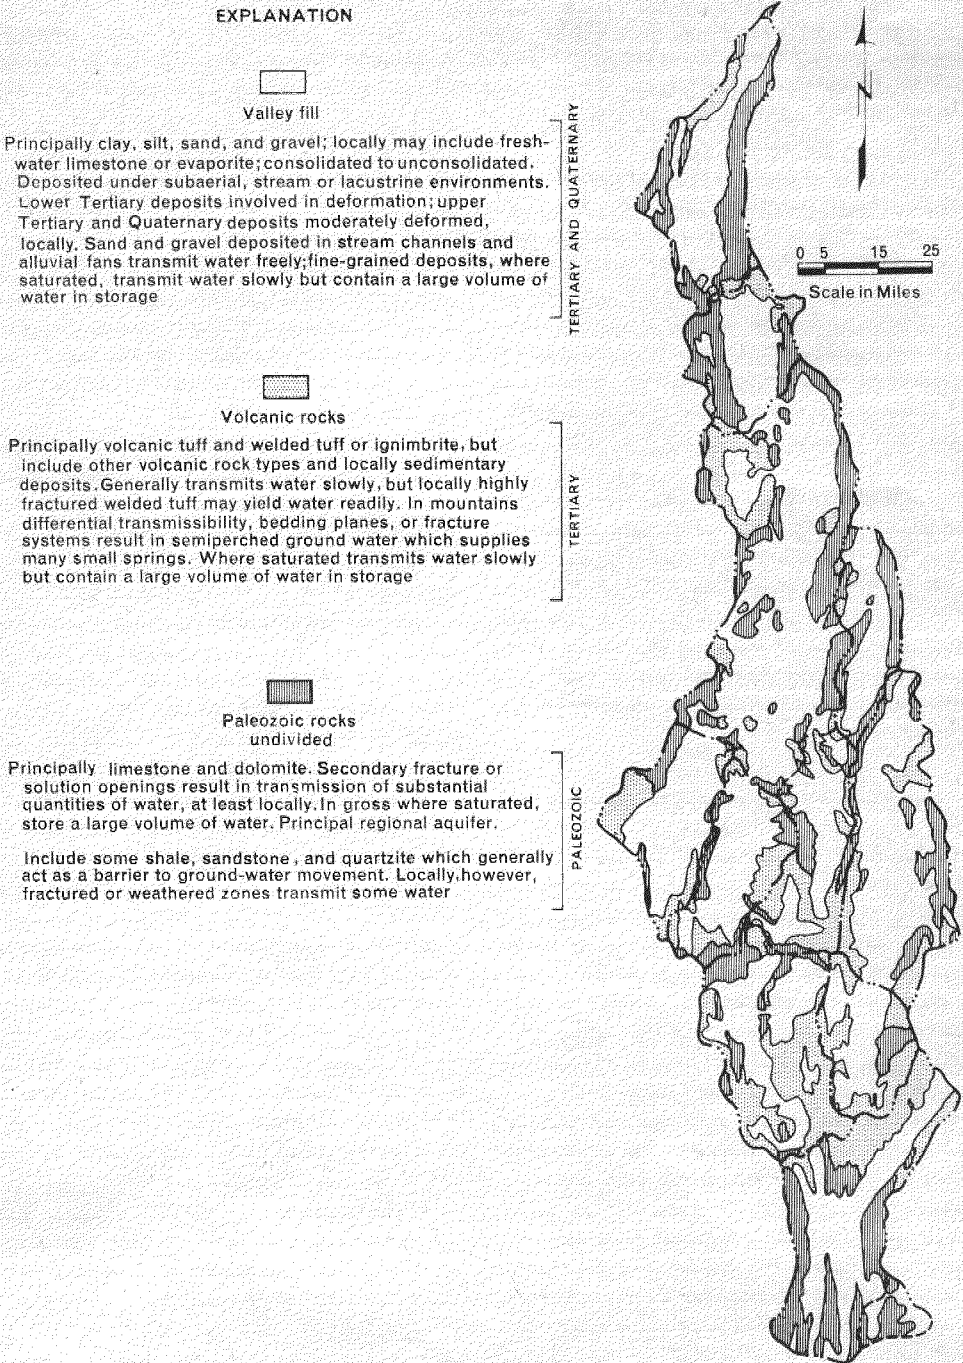 EXPLANATION
Valley fill
Principally clay, silt, sand, and gravel; locally may include fresh-
water limestone or evaporite; consolidated to unconsolidated.
Deposited under subaerial, stream or lacustrine environments.
Lower Tertiary deposits involved in deformation; upper
Tertiary and Quaternary deposits moderately deformed,
locally. Sand and gravel deposited in stream channels and
alluvial fans transmit water freely; fine-grained deposits, where
saturated, transmit water slowly but contain a large volume of
water in storage
TERTIARY AND QUATERNARY
Volcanic rocks
Principally volcanic tuff and welded tuff or ignimbrite, but
include other volcanic rock types and locally sedimentary
deposits. Generally transmits water slowly, but locally highly
fractured welded tuff may yield water readily. In mountains
differential transmissibility, bedding planes, or fracture
systems result in semiperched ground water which supplies
many small springs. Where saturated transmits water slowly
but contain a large volume of water in storage
TERTIARY
Paleozoic rocks
undivided
Principally limestone and dolomite. Secondary fracture or
solution openings result in transmission of substantial
quantities of water, at least locally. In gross where saturated,
store a large volume of water. Principal regional aquifer.
Include some shale, sandstone, and quartzite which generally
act as a barrier to ground-water movement. Locally, however,
fractured or weathered zones transmit some water
PALEOZOIC
N
0 5 15 25
Scale in Miles